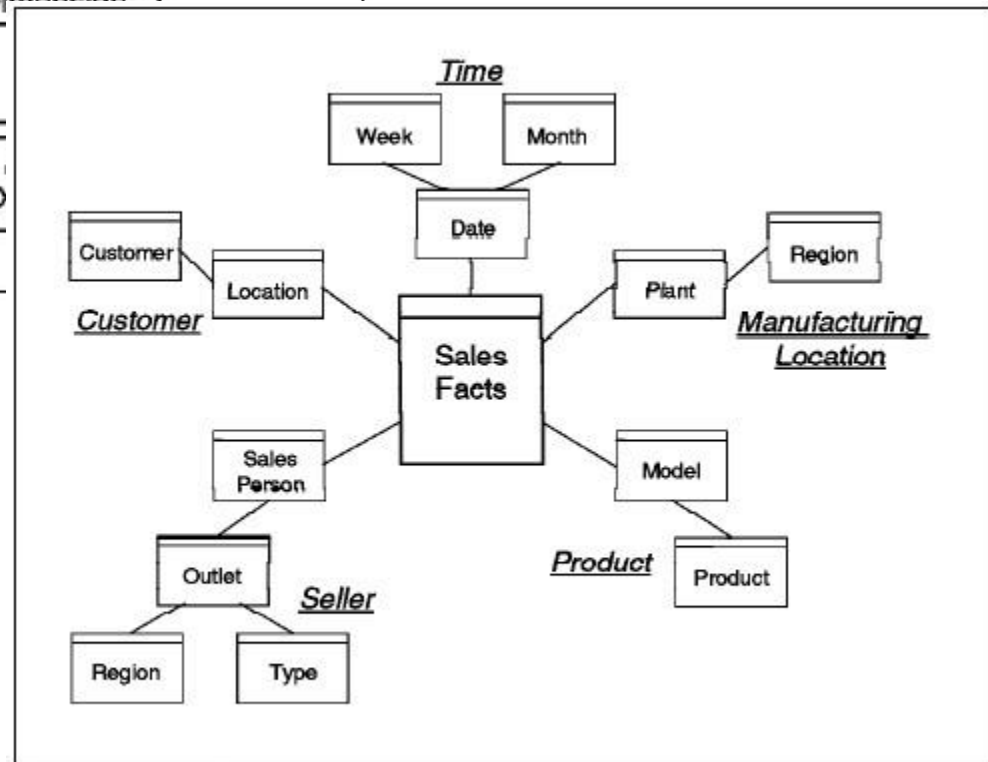 Time
Week
Month
Date
Customer
Location
Customer
Plant
Region
Manufacturing
Location
Sales
Facts
Sales
Person
Model
Outlet
Seller
Product
Product
Region
Type